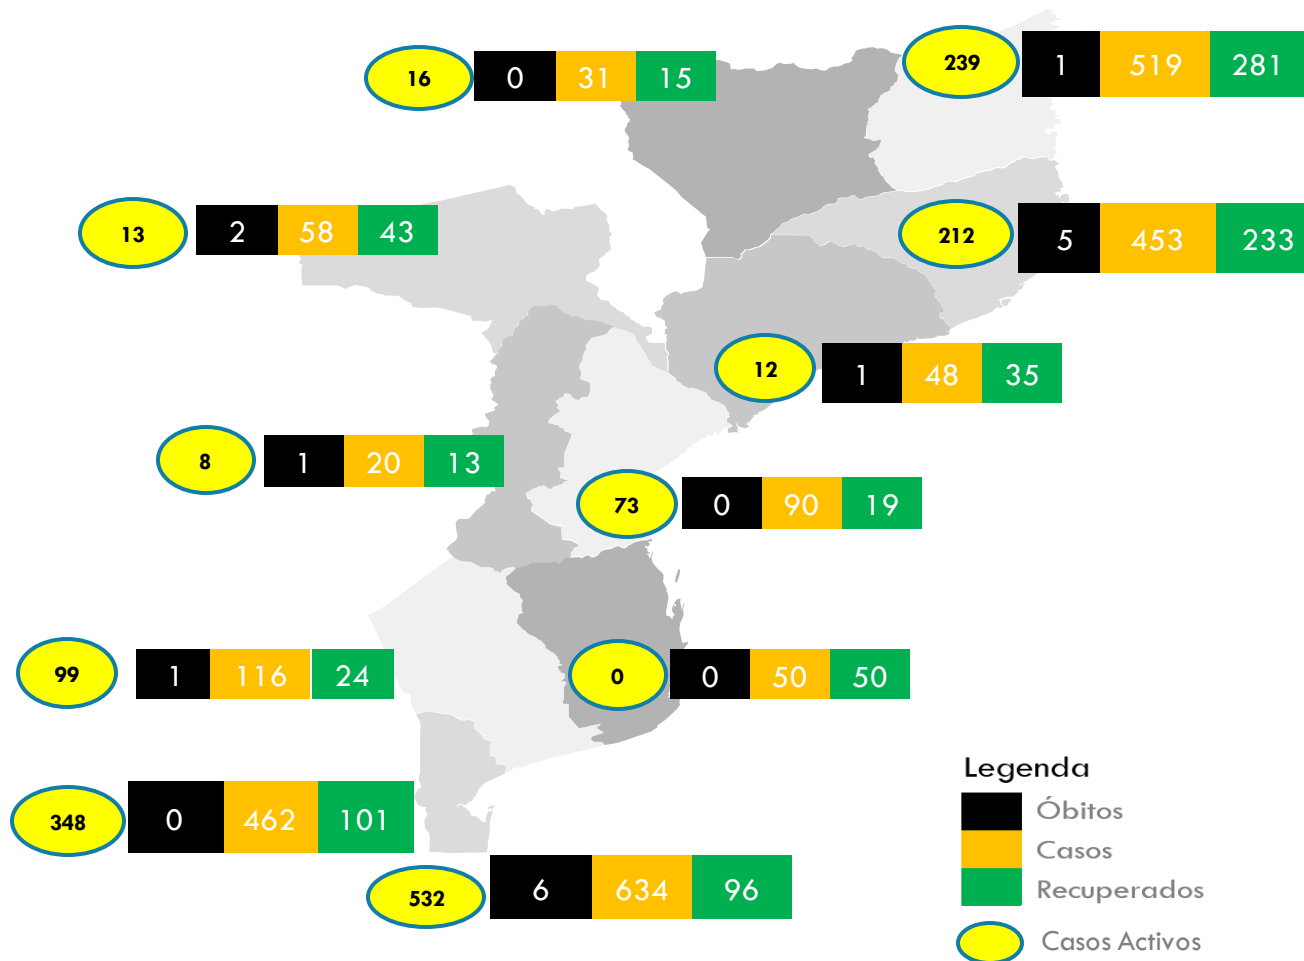 16 0 31 15
239 1 519 281
13 2 58 43
212 5 453 233
12 1 48 35
8 1 20 13
73 0 90 19
99 1 116 24
0 0 50 50
348 0 462 101
532 6 634 96
Legenda
Óbitos
Casos
Recuperados
Casos Activos